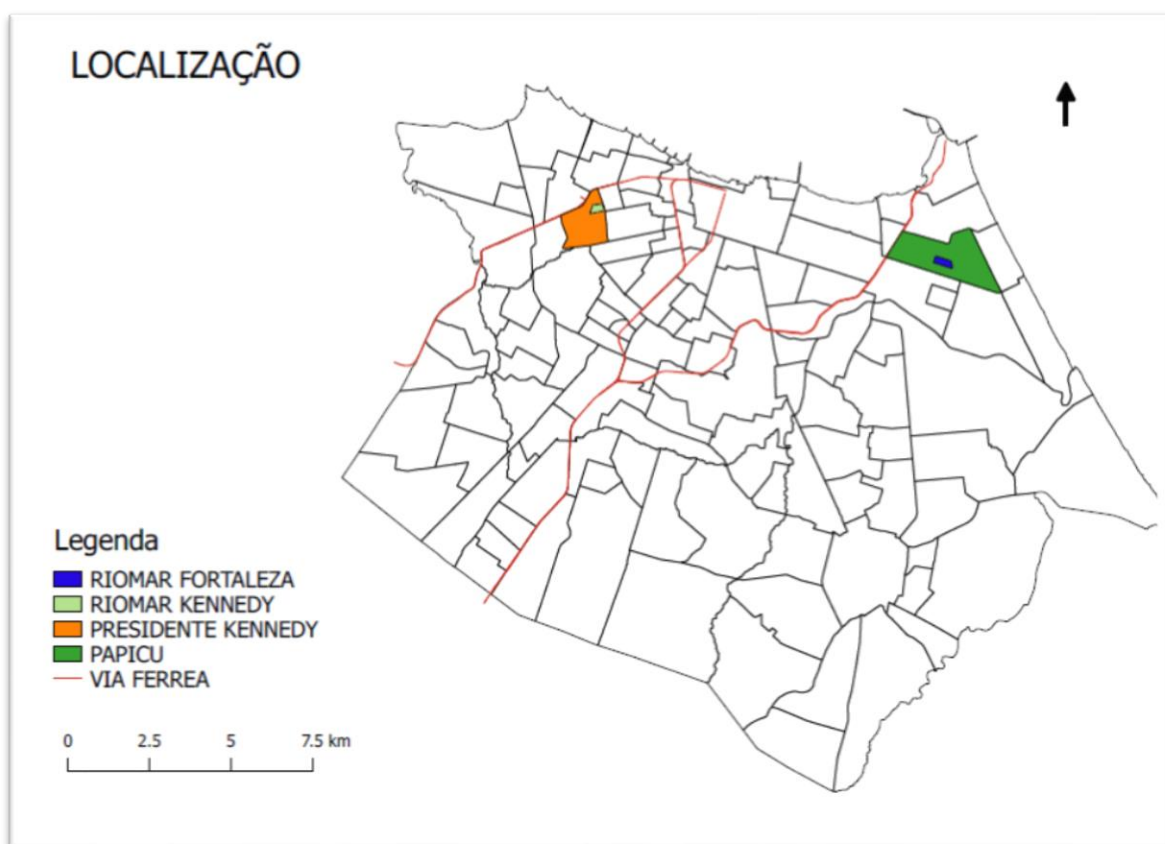 LOCALIZAÇÃO
Legenda
RIOMAR FORTALEZA
RIOMAR KENNEDY
PRESIDENTE KENNEDY
PAPICU
VIA FERREA
0 2.5 5 7.5 km